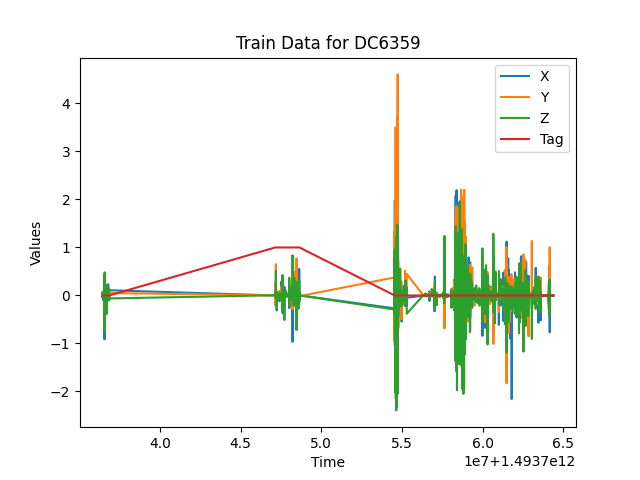 Train Data for DC6359
X
Y
Z
Tag
Values
4
3
2
1
0
−1
−2
4.0 4.5 5.0 5.5 6.0 6.5
Time
1e7+1.4937e12